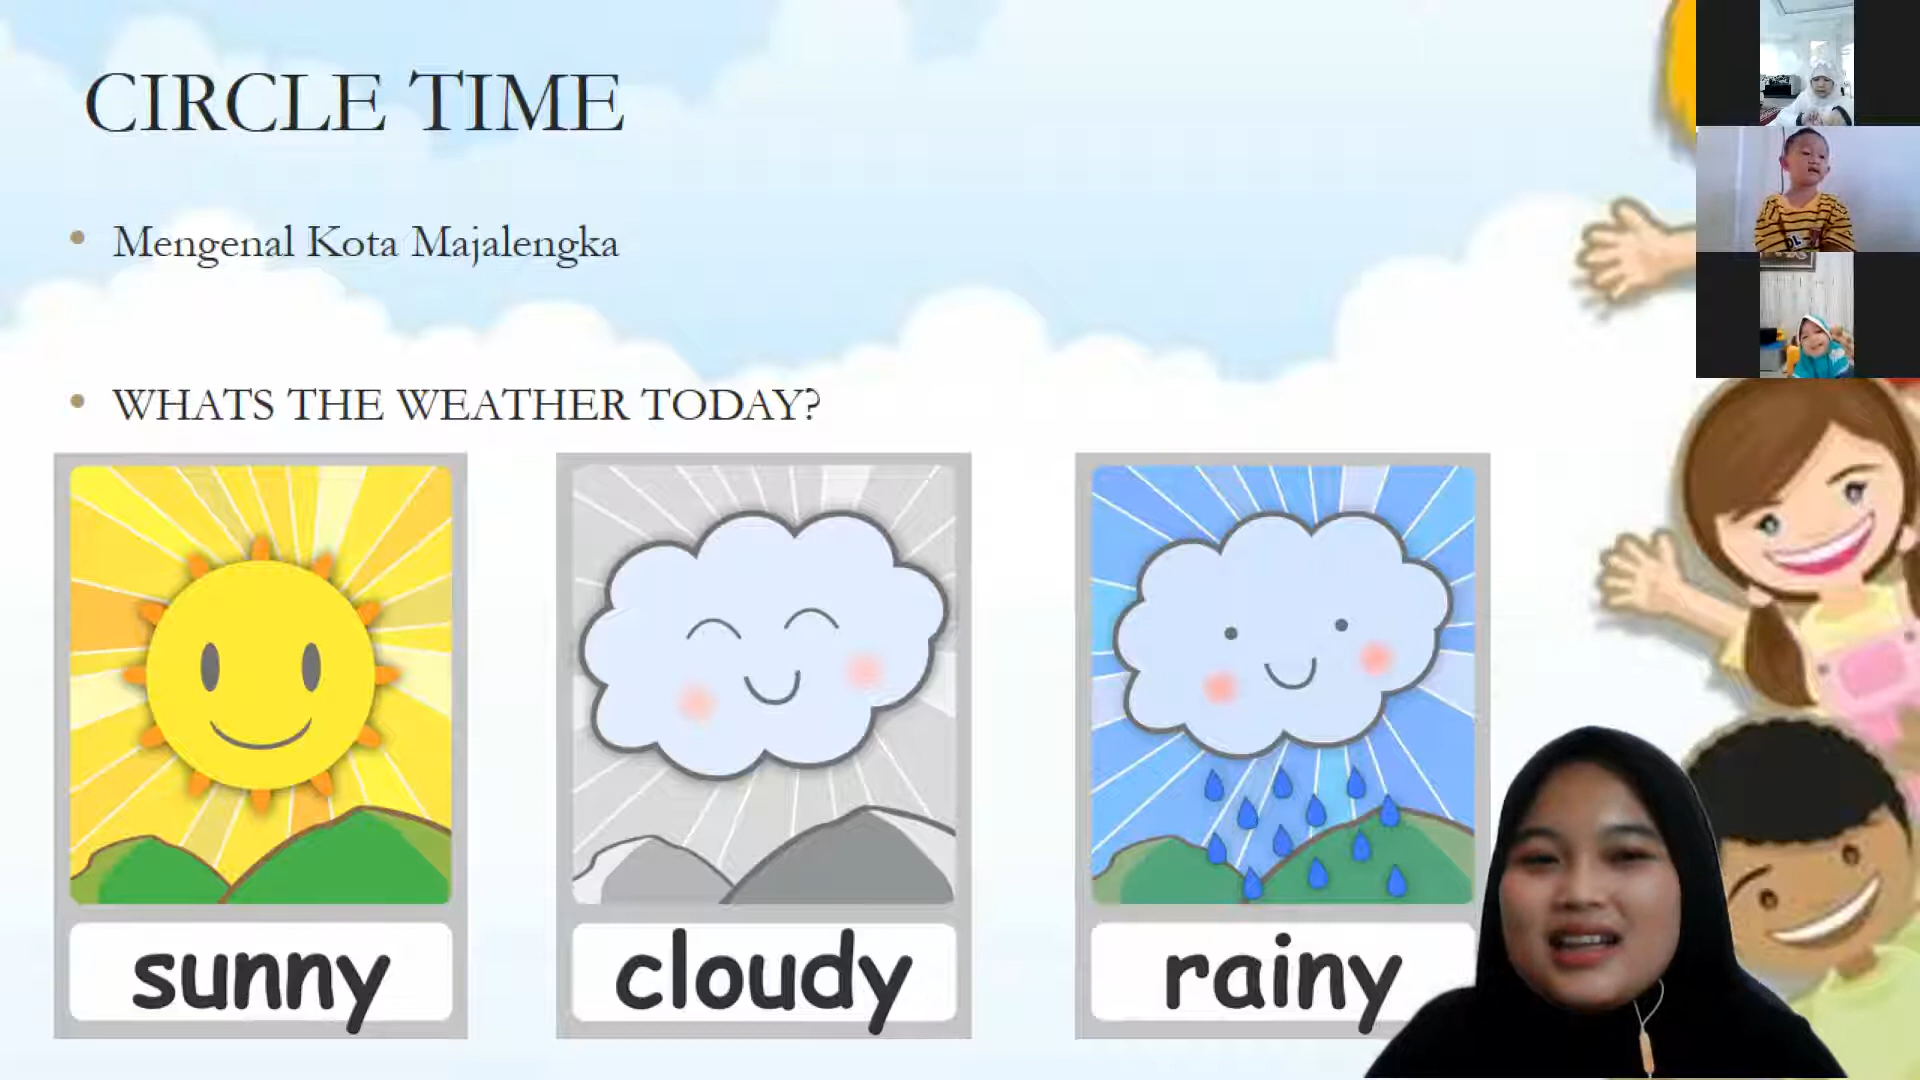 CIRCLE TIME
Mengenal Kota Majalengka
WHATS THE WEATHER TODAY?
sunny
cloudy
rainy